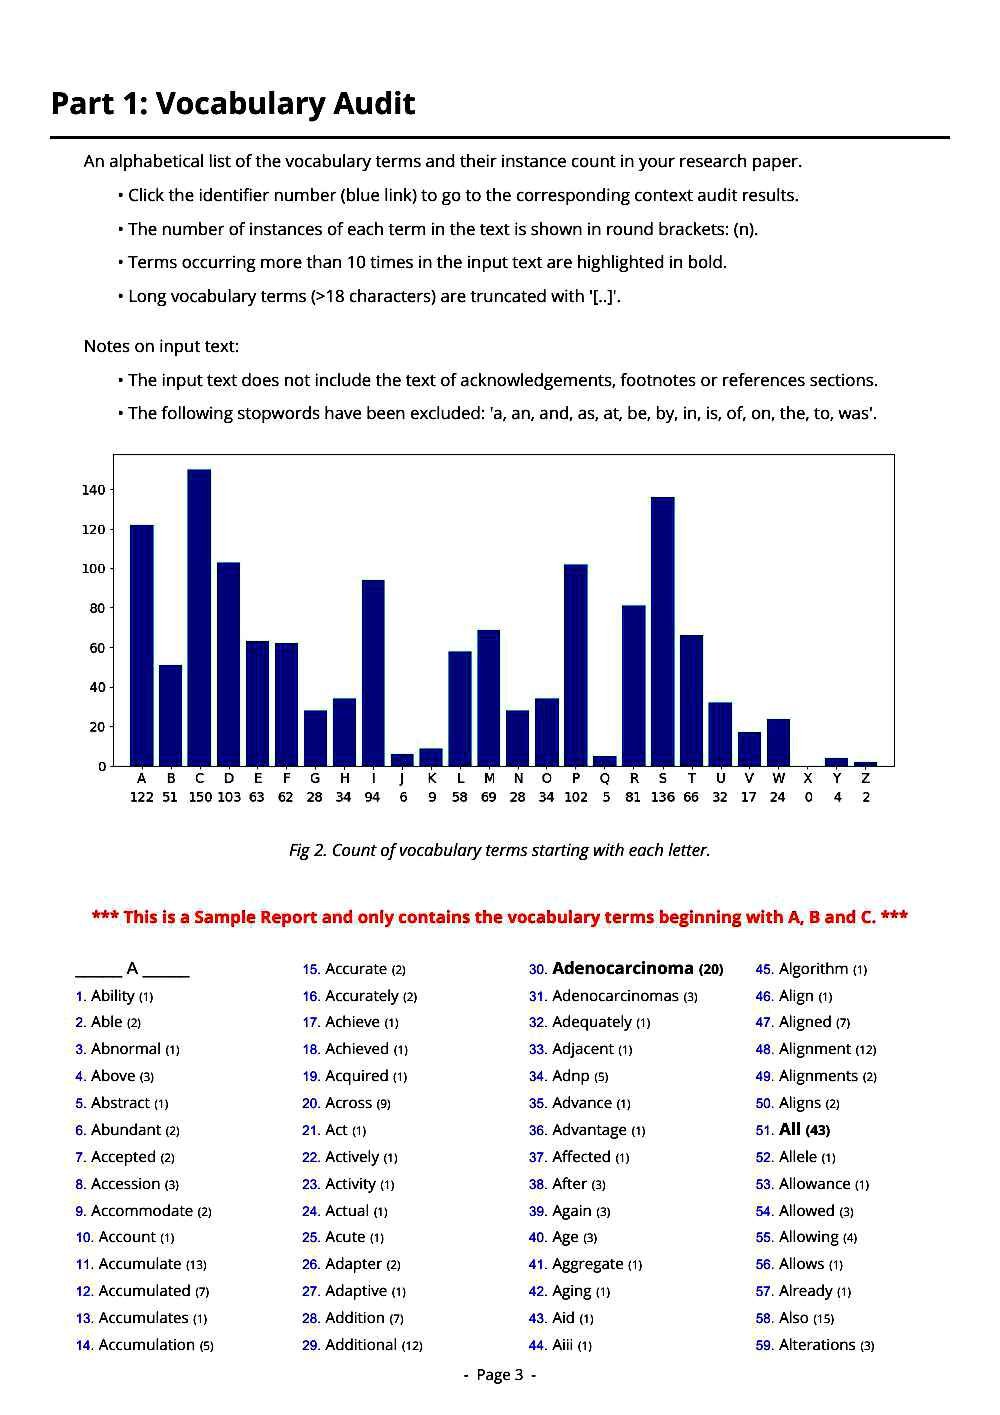 Part 1: Vocabulary Audit
An alphabetical list of the vocabulary terms and their instance count in your research paper.
• Click the identifier number (blue link) to go to the corresponding context audit results.
• The number of instances of each term in the text is shown in round brackets: (n).
• Terms occurring more than 10 times in the input text are highlighted in bold.
• Long vocabulary terms (>18 characters) are truncated with '[..]'.
Notes on input text:
• The input text does not include the text of acknowledgements, footnotes or references sections.
• The following stopwords have been excluded: 'a, an, and, as, at, be, by, in, is, of, on, the, to, was'.
140
120
100
80
60
40
20
0
A B C D E F G H I J K L M N O P Q R S T U V W X Y Z
122 51 150 103 63 62 28 34 94 6 9 58 69 28 34 102 5 81 136 66 32 17 24 0 4 2
Fig 2. Count of vocabulary terms starting with each letter.
*** This is a Sample Report and only contains the vocabulary terms beginning with A, B and C. ***
______ A ______
1. Ability (1)
2. Able (2)
3. Abnormal (1)
4. Above (3)
5. Abstract (1)
6. Abundant (2)
7. Accepted (2)
8. Accession (3)
9. Accommodate (2)
10. Account (1)
11. Accumulate (13)
12. Accumulated (7)
13. Accumulates (1)
14. Accumulation (5)
15. Accurate (2)
16. Accurately (2)
17. Achieve (1)
18. Achieved (1)
19. Acquired (1)
20. Across (9)
21. Act (1)
22. Actively (1)
23. Activity (1)
24. Actual (1)
25. Acute (1)
26. Adapter (2)
27. Adaptive (1)
28. Addition (7)
29. Additional (12)
30. Adenocarcinoma (20)
31. Adenocarcinomas (3)
32. Adequately (1)
33. Adjacent (1)
34. Adnp (5)
35. Advance (1)
36. Advantage (1)
37. Affected (1)
38. After (3)
39. Again (3)
40. Age (3)
41. Aggregate (1)
42. Aging (1)
43. Aid (1)
44. Aiii (1)
45. Algorithm (1)
46. Align (1)
47. Aligned (7)
48. Alignment (12)
49. Alignments (2)
50. Aligns (2)
51. All (43)
52. Allele (1)
53. Allowance (1)
54. Allowed (3)
55. Allowing (4)
56. Allows (1)
57. Already (1)
58. Also (15)
59. Alterations (3)
- Page 3 -